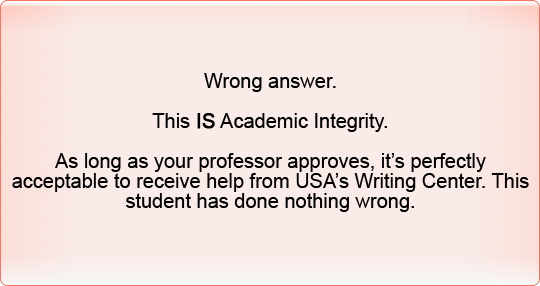 Wrong answer.
This IS Academic Integrity.
As long as your professor approves, it’s perfectly
acceptable to receive help from USA’s Writing Center. This
student has done nothing wrong.